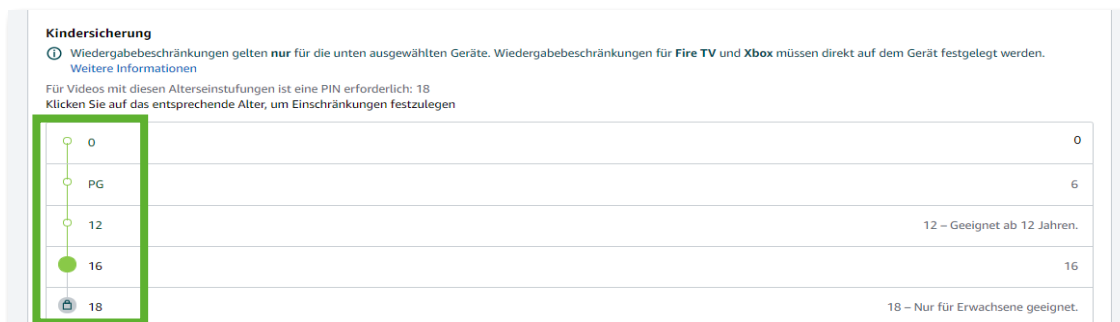 Kindersicherung
Wiedergabebeschränkungen gelten nur für die unten ausgewählten Geräte. Wiedergabebeschränkungen für Fire TV und Xbox müssen direkt auf dem Gerät festgelegt werden.
Weitere Informationen
Für Videos mit diesen Alterseinstufungen ist eine PIN erforderlich: 18
Klicken Sie auf das entsprechende Alter, um Einschränkungen festzulegen
0 0
PG 6
12 12 – Geeignet ab 12 Jahren.
16 16
18 18 – Nur für Erwachsene geeignet.